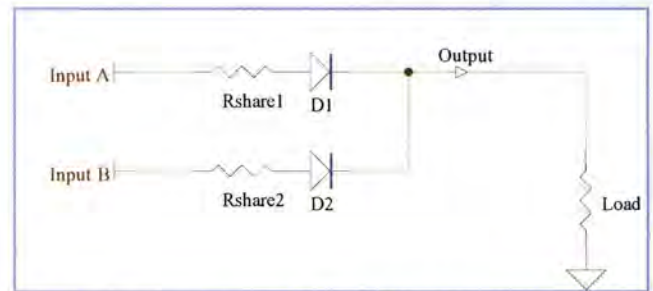 Output
Input A
Rshare1
D1
Input B
Rshare2
D2
Load